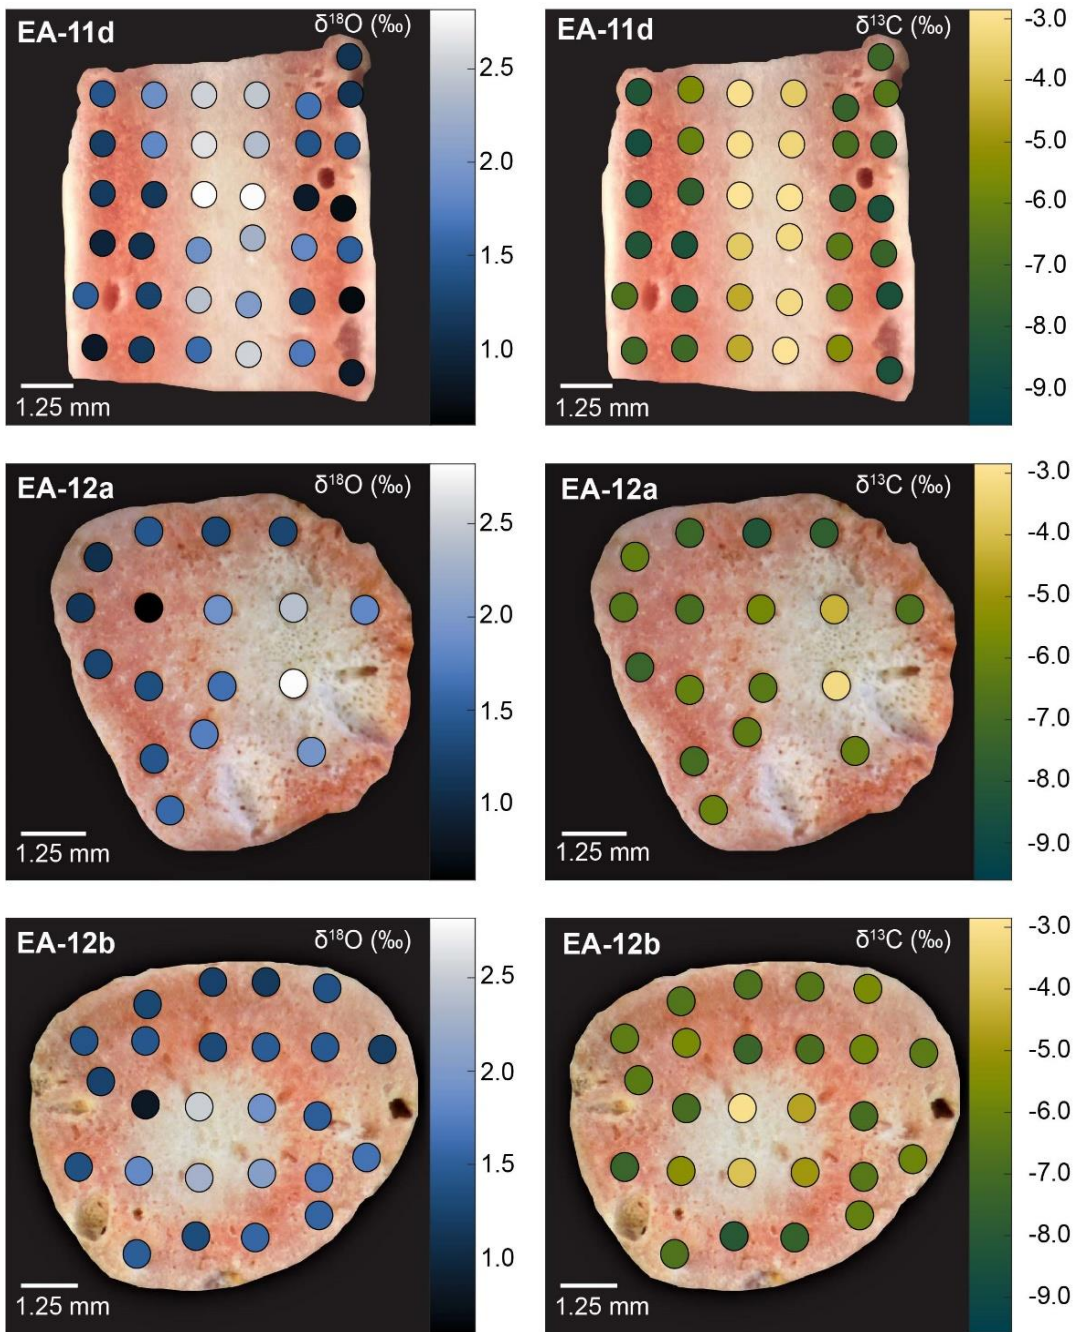 EA-11d δ¹⁸O (‰)
2.5
2.0
1.5
1.0
1.25 mm
EA-11d δ¹³C (‰)
-3.0
-4.0
-5.0
-6.0
-7.0
-8.0
-9.0
1.25 mm
EA-12a δ¹⁸O (‰)
2.5
2.0
1.5
1.0
1.25 mm
EA-12a δ¹³C (‰)
-3.0
-4.0
-5.0
-6.0
-7.0
-8.0
-9.0
1.25 mm
EA-12b δ¹⁸O (‰)
2.5
2.0
1.5
1.0
1.25 mm
EA-12b δ¹³C (‰)
-3.0
-4.0
-5.0
-6.0
-7.0
-8.0
-9.0
1.25 mm